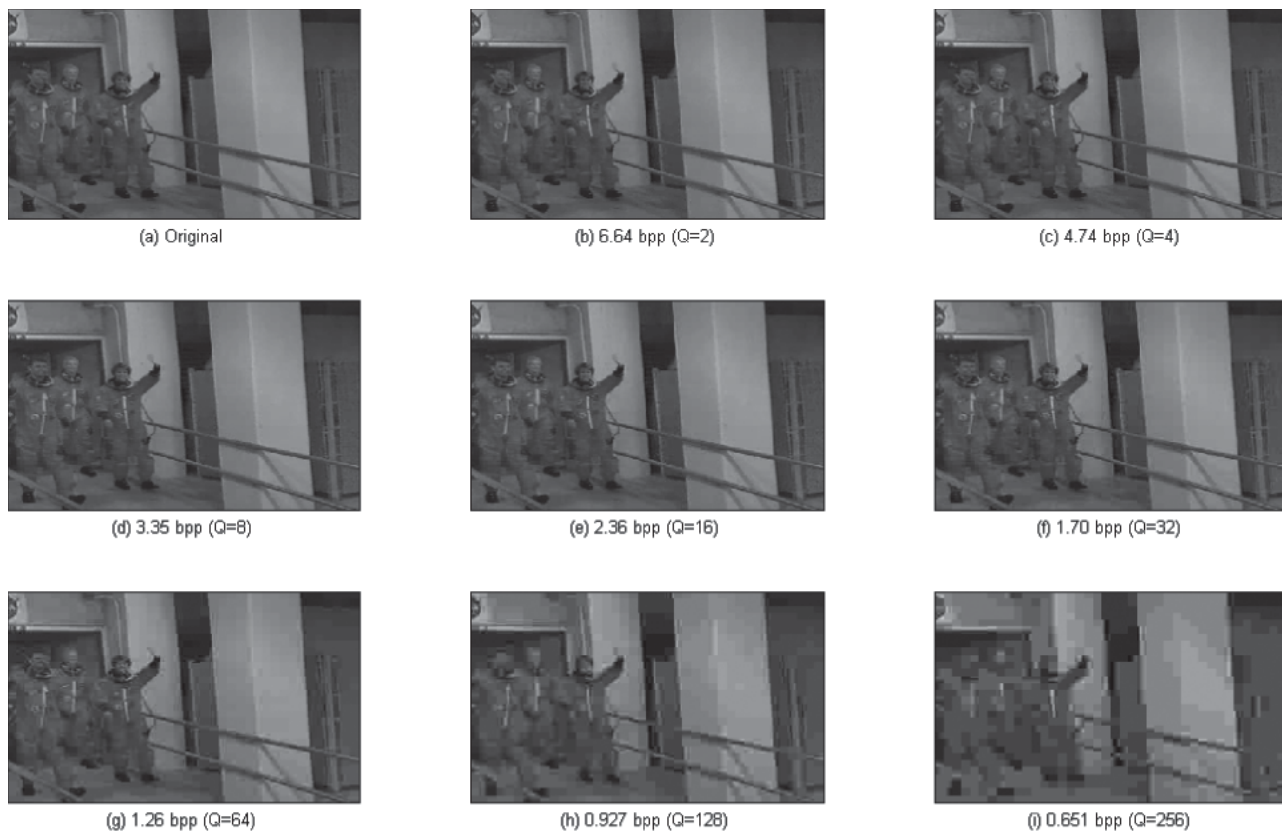 (a) Original
(b) 6.64 bpp (Q=2)
(c) 4.74 bpp (Q=4)
(d) 3.35 bpp (Q=8)
(e) 2.36 bpp (Q=16)
(f) 1.70 bpp (Q=32)
(g) 1.26 bpp (Q=64)
(h) 0.927 bpp (Q=128)
(i) 0.651 bpp (Q=256)